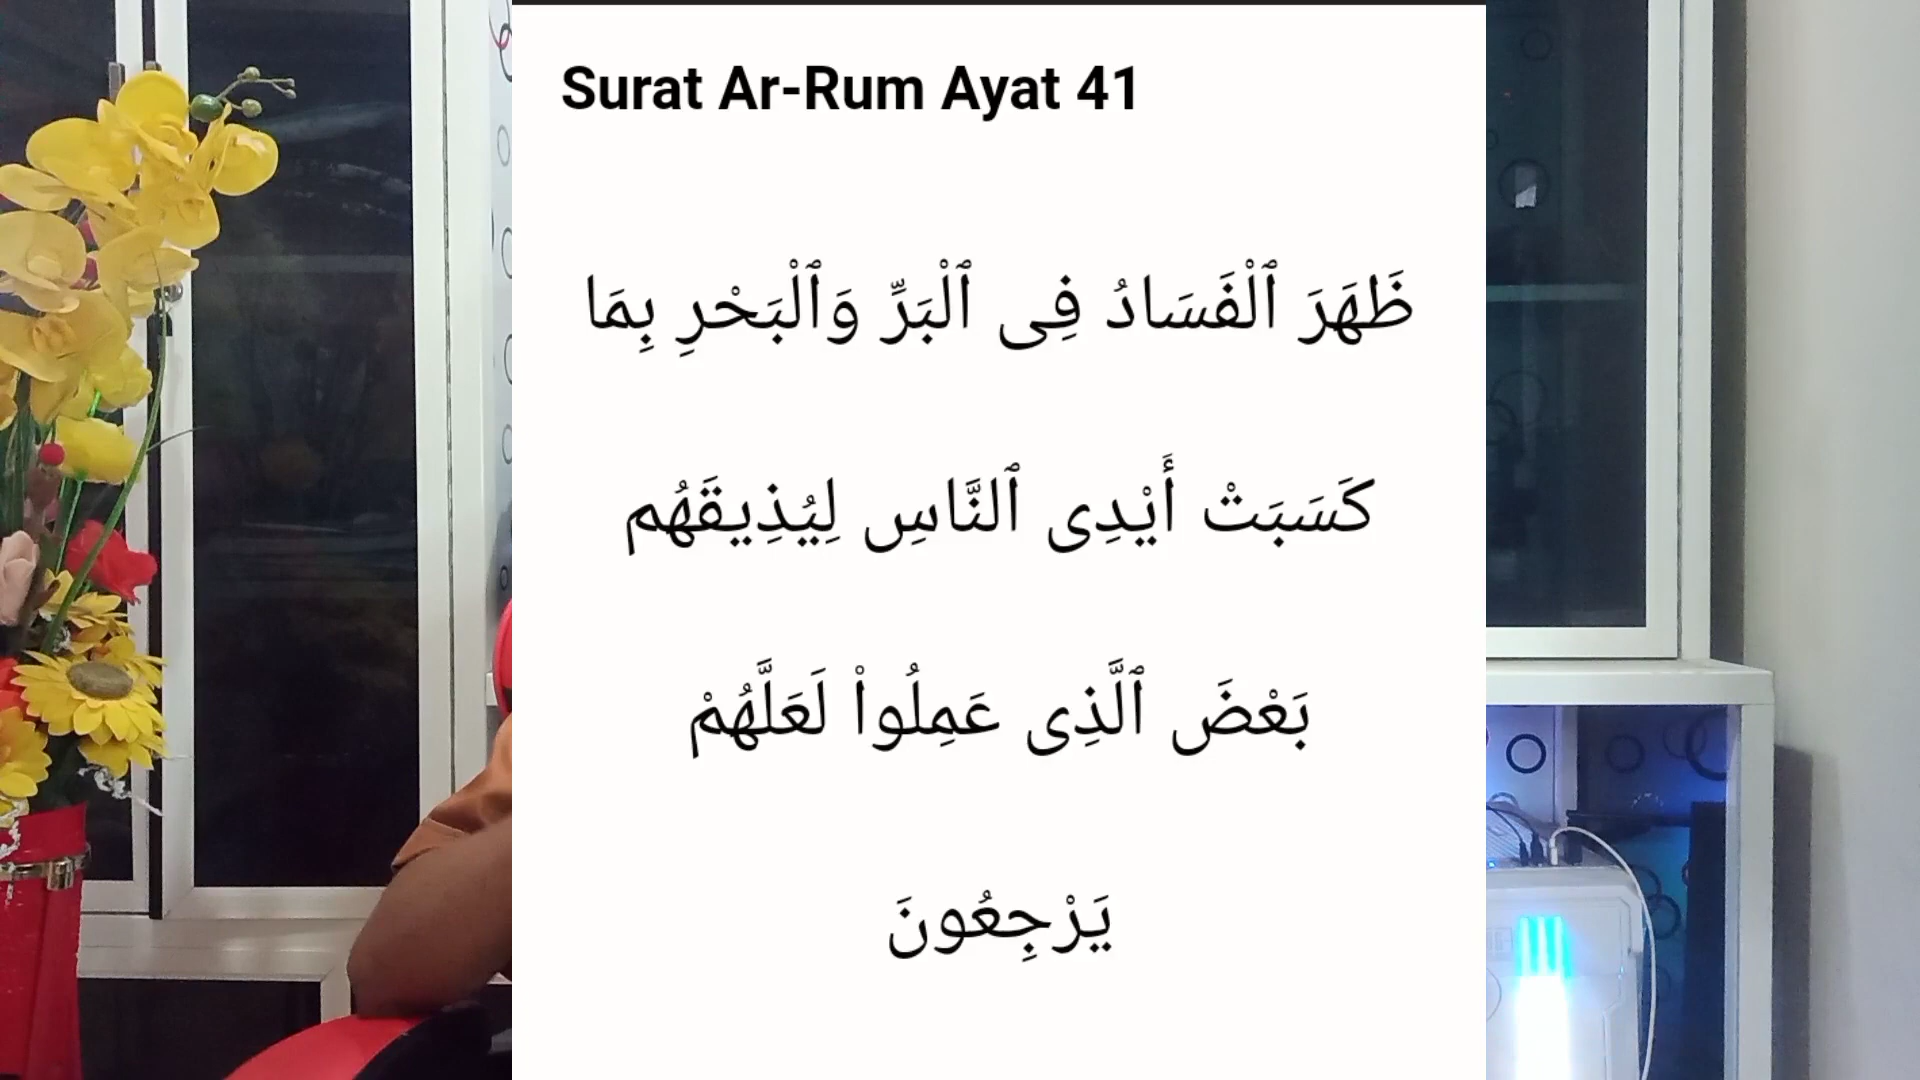 Surat Ar-Rum Ayat 41
ظَهَرَ ٱلْفَسَادُ فِى ٱلْبَرِّ وَٱلْبَحْرِ بِمَا
كَسَبَتْ أَيْدِى ٱلنَّاسِ لِيُذِيقَهُم
بَعْضَ ٱلَّذِى عَمِلُوا۟ لَعَلَّهُمْ
يَرْجِعُونَ